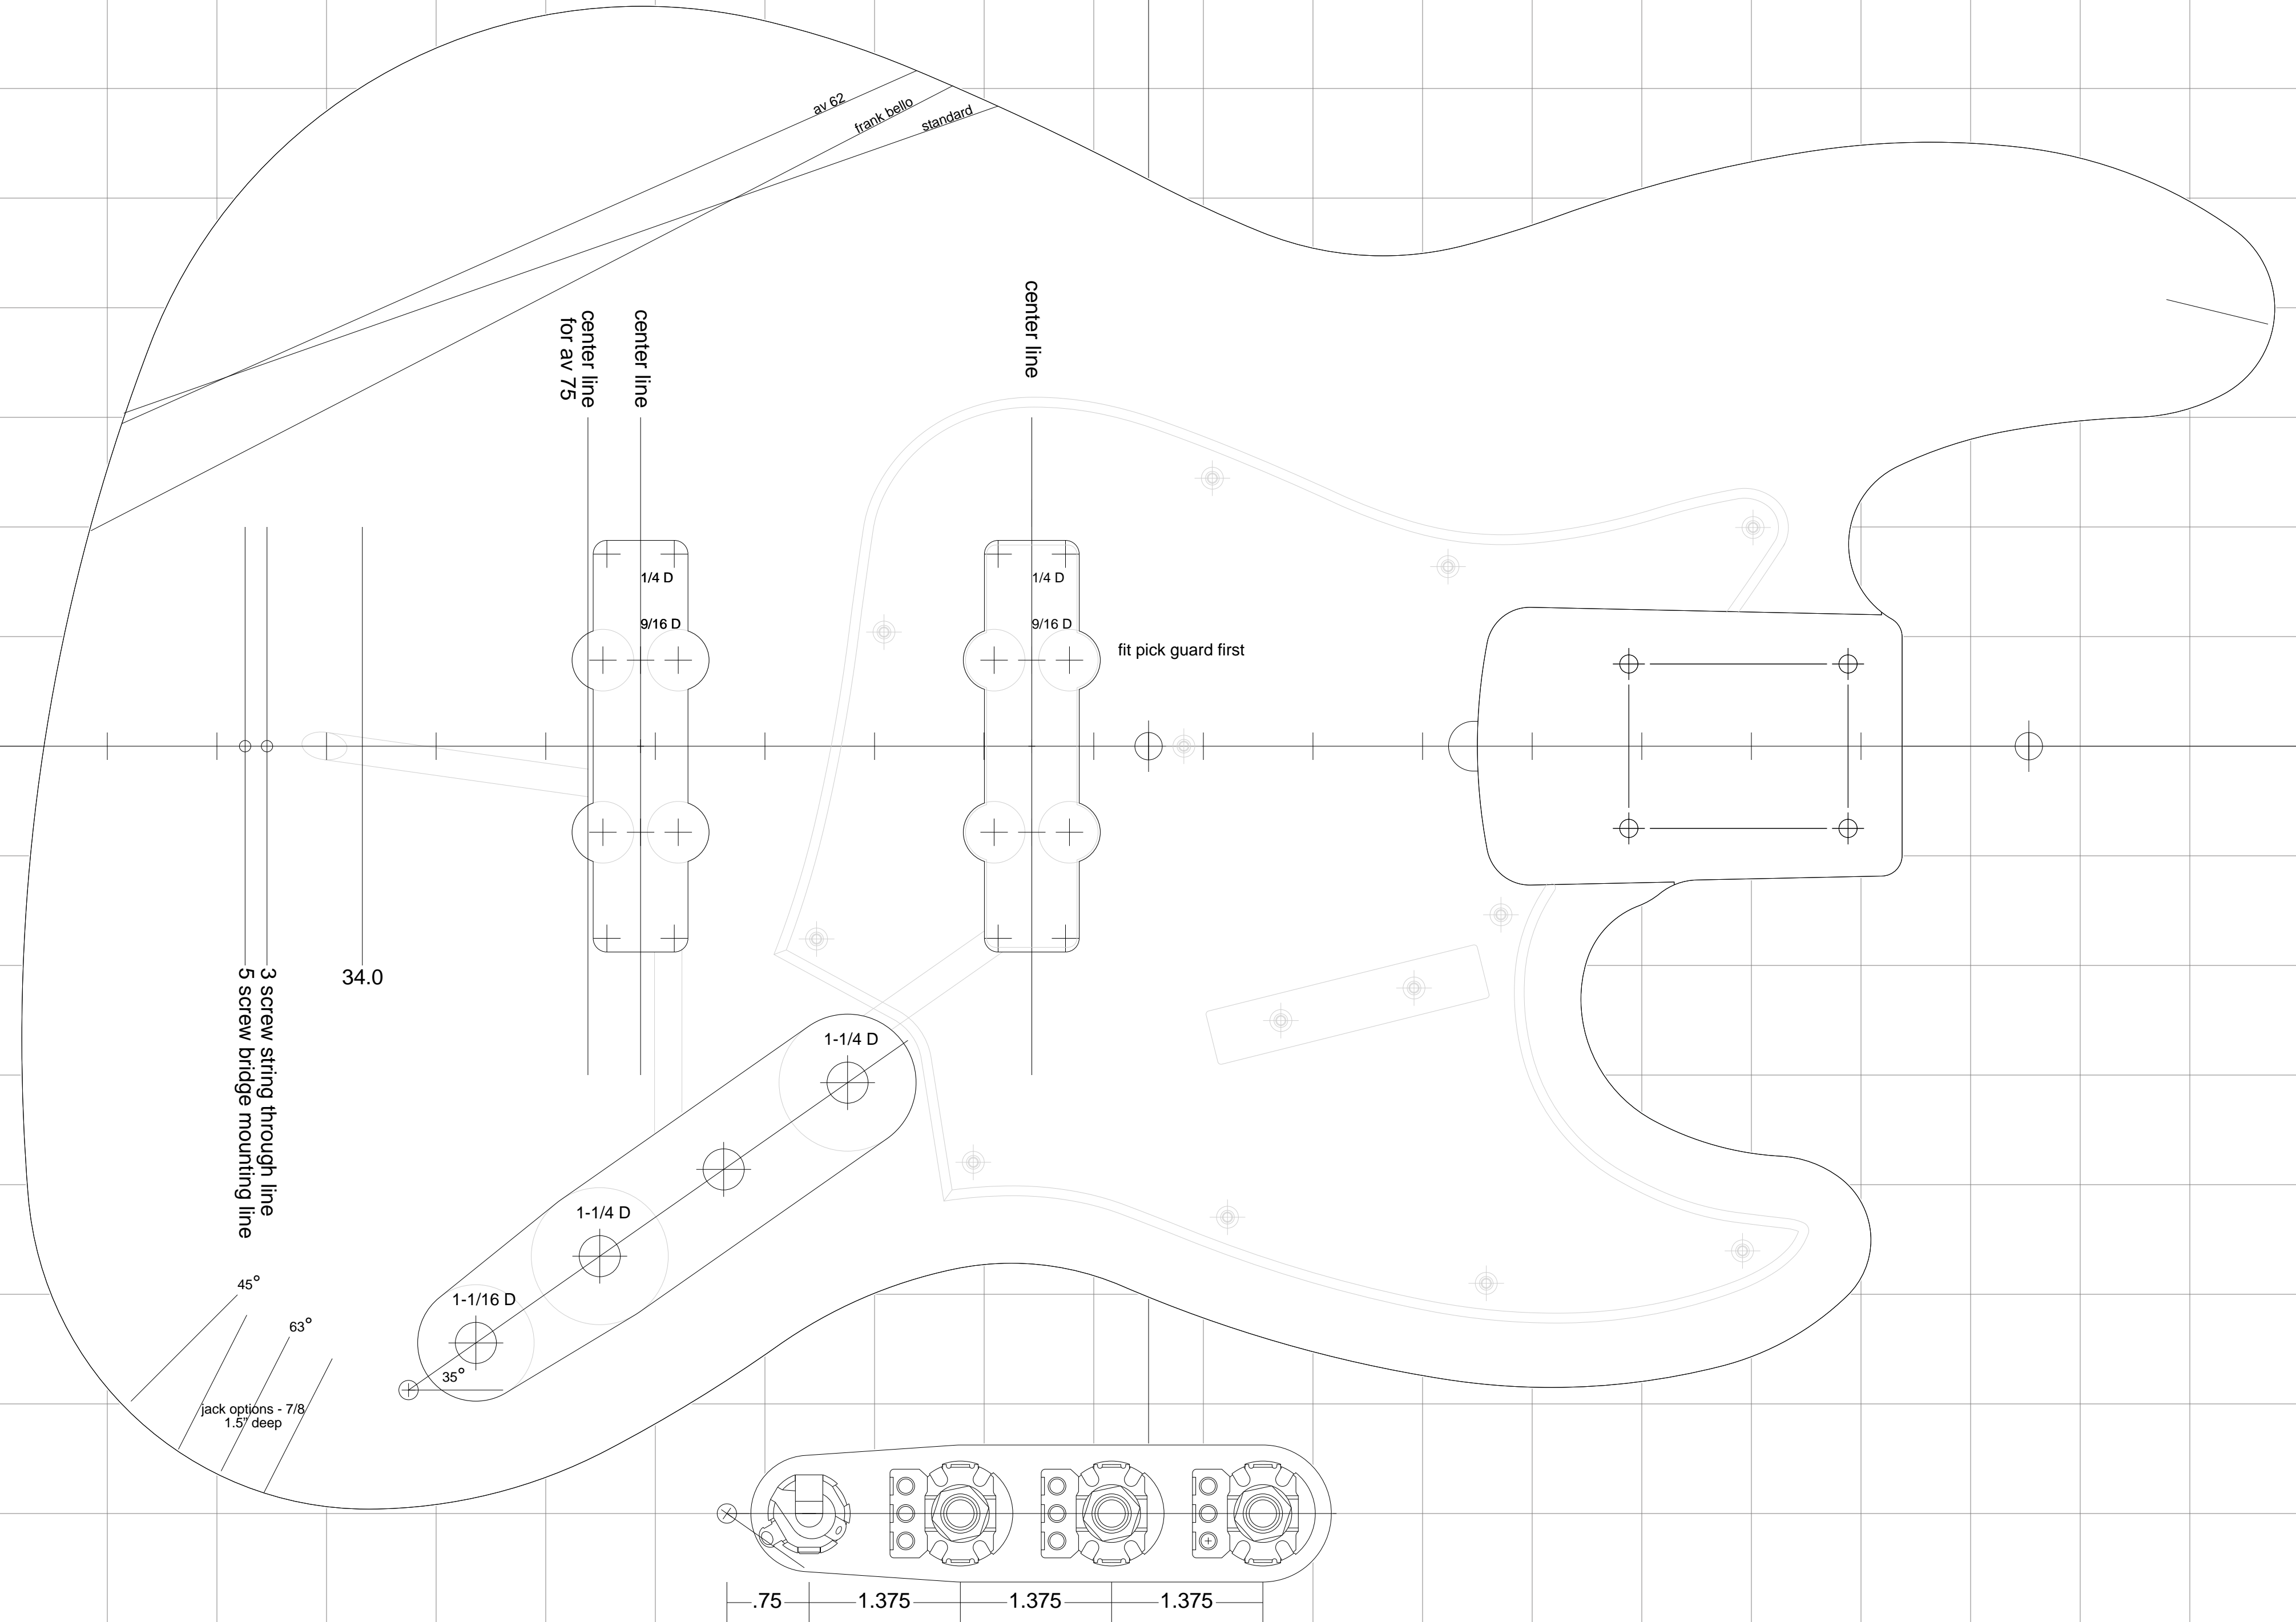 av 62
frank bello
standard
center line
center line
for av 75
center line
1/4 D
9/16 D
1/4 D
9/16 D
fit pick guard first
34.0
3 screw string through line
5 screw bridge mounting line
1-1/4 D
1-1/4 D
1-1/16 D
45°
63°
35°
jack options - 7/8
1.5" deep
.75
1.375
1.375
1.375